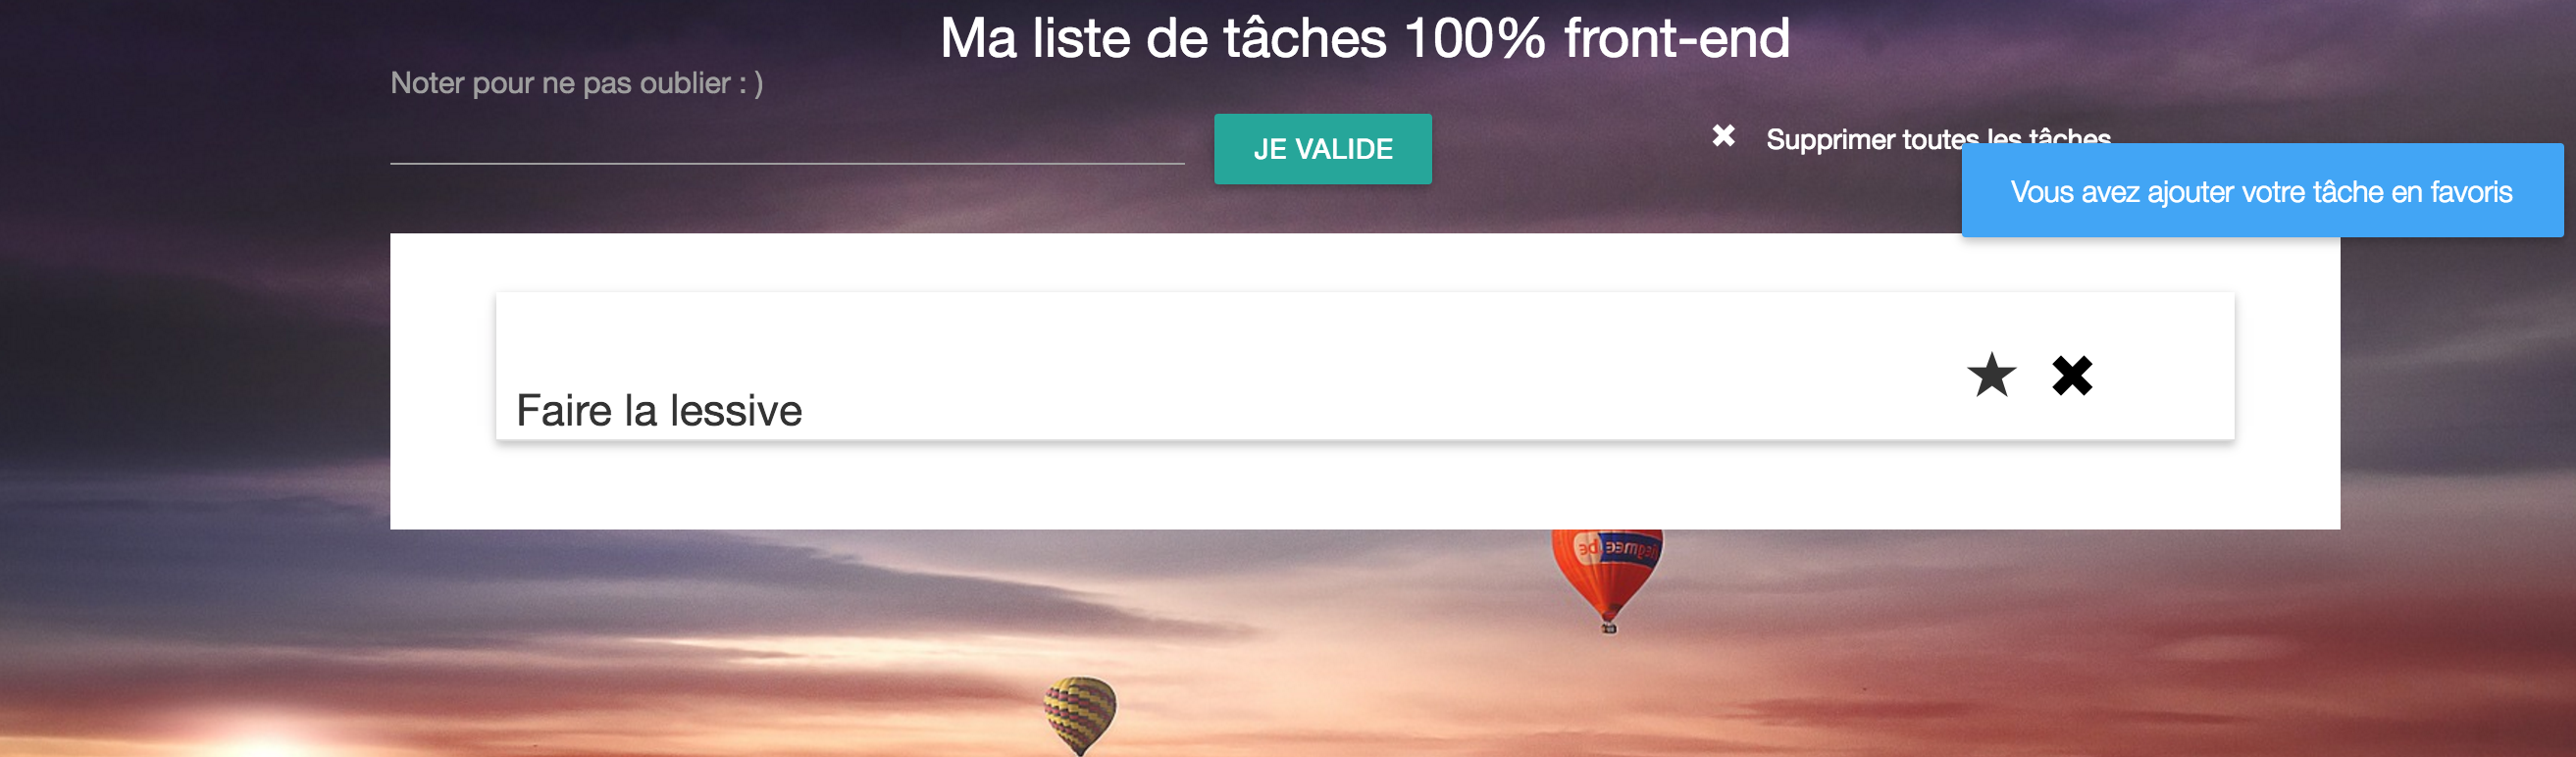 Ma liste de tâches 100% front-end
Noter pour ne pas oublier : )
JE VALIDE
✖ Supprimer toutes les tâches
Vous avez ajouter votre tâche en favoris
Faire la lessive